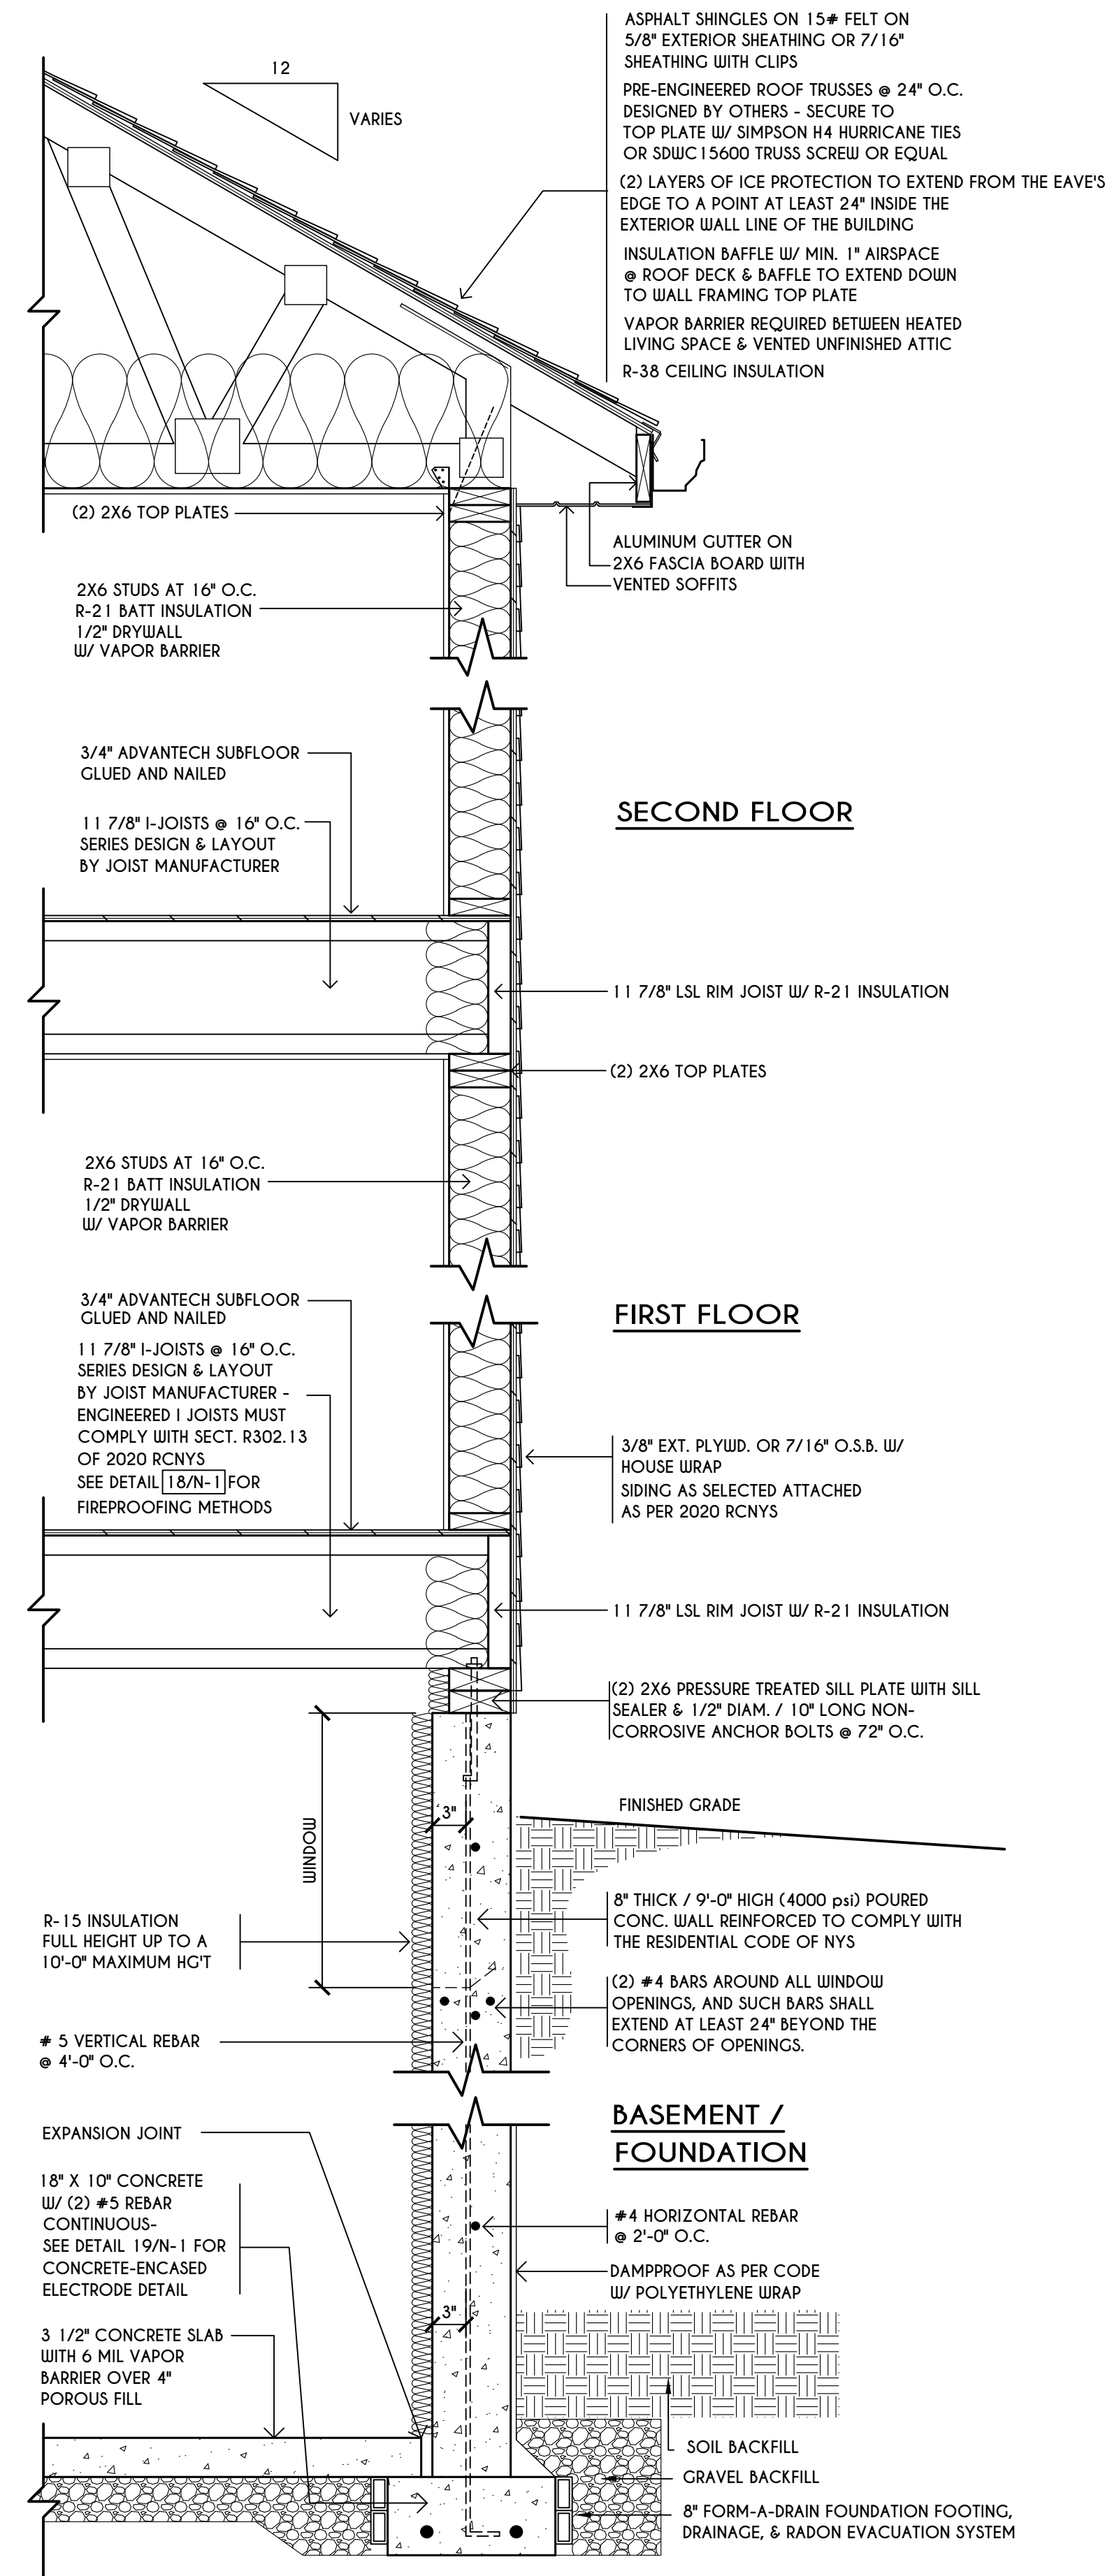 ASPHALT SHINGLES ON 15# FELT ON
5/8" EXTERIOR SHEATHING OR 7/16"
SHEATHING WITH CLIPS
PRE-ENGINEERED ROOF TRUSSES @ 24" O.C.
DESIGNED BY OTHERS - SECURE TO
TOP PLATE W/ SIMPSON H4 HURRICANE TIES
OR SDWC15600 TRUSS SCREW OR EQUAL
(2) LAYERS OF ICE PROTECTION TO EXTEND FROM THE EAVE'S
EDGE TO A POINT AT LEAST 24" INSIDE THE
EXTERIOR WALL LINE OF THE BUILDING
INSULATION BAFFLE W/ MIN. 1" AIRSPACE
@ ROOF DECK & BAFFLE TO EXTEND DOWN
TO WALL FRAMING TOP PLATE
VAPOR BARRIER REQUIRED BETWEEN HEATED
LIVING SPACE & VENTED UNFINISHED ATTIC
R-38 CEILING INSULATION
12
VARIES
(2) 2X6 TOP PLATES
ALUMINUM GUTTER ON
2X6 FASCIA BOARD WITH
VENTED SOFFITS
2X6 STUDS AT 16" O.C.
R-21 BATT INSULATION
1/2" DRYWALL
W/ VAPOR BARRIER
3/4" ADVANTECH SUBFLOOR
GLUED AND NAILED
SECOND FLOOR
11 7/8" I-JOISTS @ 16" O.C.
SERIES DESIGN & LAYOUT
BY JOIST MANUFACTURER
11 7/8" LSL RIM JOIST W/ R-21 INSULATION
(2) 2X6 TOP PLATES
2X6 STUDS AT 16" O.C.
R-21 BATT INSULATION
1/2" DRYWALL
W/ VAPOR BARRIER
3/4" ADVANTECH SUBFLOOR
GLUED AND NAILED
FIRST FLOOR
11 7/8" I-JOISTS @ 16" O.C.
SERIES DESIGN & LAYOUT
BY JOIST MANUFACTURER -
ENGINEERED I JOISTS MUST
COMPLY WITH SECT. R302.13
OF 2020 RCNYS
SEE DETAIL 18/N-1 FOR
FIREPROOFING METHODS
3/8" EXT. PLYWD. OR 7/16" O.S.B. W/
HOUSE WRAP
SIDING AS SELECTED ATTACHED
AS PER 2020 RCNYS
11 7/8" LSL RIM JOIST W/ R-21 INSULATION
(2) 2X6 PRESSURE TREATED SILL PLATE WITH SILL
SEALER & 1/2" DIAM. / 10" LONG NON-
CORROSIVE ANCHOR BOLTS @ 72" O.C.
FINISHED GRADE
3"
WINDOW
8" THICK / 9'-0" HIGH (4000 psi) POURED
CONC. WALL REINFORCED TO COMPLY WITH
THE RESIDENTIAL CODE OF NYS
R-15 INSULATION
FULL HEIGHT UP TO A
10'-0" MAXIMUM HG'T
(2) #4 BARS AROUND ALL WINDOW
OPENINGS, AND SUCH BARS SHALL
EXTEND AT LEAST 24" BEYOND THE
CORNERS OF OPENINGS.
# 5 VERTICAL REBAR
@ 4'-0" O.C.
BASEMENT /
FOUNDATION
EXPANSION JOINT
18" X 10" CONCRETE
W/ (2) #5 REBAR
CONTINUOUS-
SEE DETAIL 19/N-1 FOR
CONCRETE-ENCASED
ELECTRODE DETAIL
#4 HORIZONTAL REBAR
@ 2'-0" O.C.
DAMPPROOF AS PER CODE
W/ POLYETHYLENE WRAP
3"
3 1/2" CONCRETE SLAB
WITH 6 MIL VAPOR
BARRIER OVER 4"
POROUS FILL
SOIL BACKFILL
GRAVEL BACKFILL
8" FORM-A-DRAIN FOUNDATION FOOTING,
DRAINAGE, & RADON EVACUATION SYSTEM